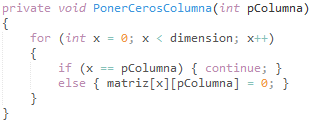 private void PonerCerosColumna(int pColumna)
{
for (int x = 0; x < dimension; x++)
{
if (x == pColumna) { continue; }
else { matriz[x][pColumna] = 0; }
}
}